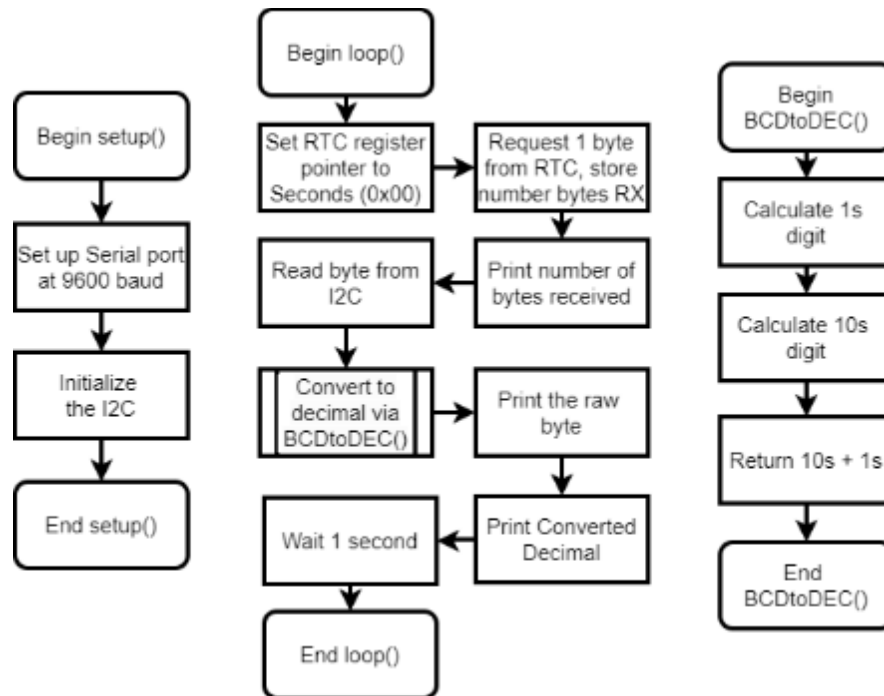 Begin setup()
Set up Serial port
at 9600 baud
Initialize
the I2C
End setup()
Begin loop()
Set RTC register
pointer to
Seconds (0x00)
Request 1 byte
from RTC, store
number bytes RX
Print number of
bytes received
Read byte from
I2C
Convert to
decimal via
BCDtoDEC()
Print the raw
byte
Print Converted
Decimal
Wait 1 second
End loop()
Begin
BCDtoDEC()
Calculate 1s
digit
Calculate 10s
digit
Return 10s + 1s
End
BCDtoDEC()